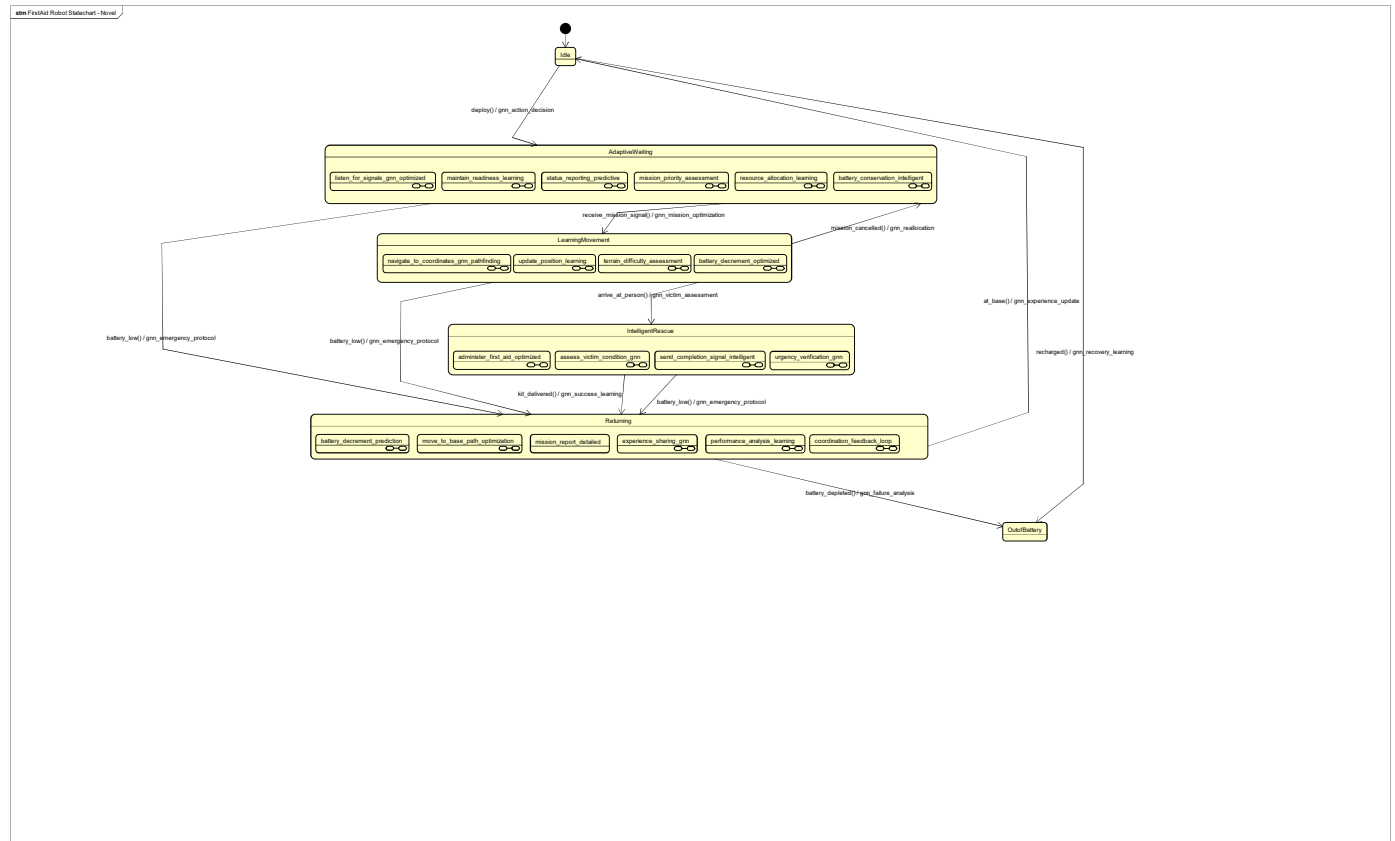 stm FirstAid Robot Statechart - Novel
Idle
deploy() / gnn_action_decision
AdaptiveWaiting
listen_for_signals_gnn_optimized
maintain_readiness_learning
status_reporting_predictive
mission_priority_assessment
resource_allocation_learning
battery_conservation_intelligent
receive_mission_signal() / gnn_mission_optimization
mission_cancelled() / gnn_reallocation
LearningMovement
navigate_to_coordinates_gnn_pathfinding
update_position_learning
terrain_difficulty_assessment
battery_decrement_optimized
arrive_at_person() / gnn_victim_assessment
at_base() / gnn_experience_update
IntelligentRescue
battery_low() / gnn_emergency_protocol
battery_low() / gnn_emergency_protocol
recharged() / gnn_recovery_learning
administer_first_aid_optimized
assess_victim_condition_gnn
send_completion_signal_intelligent
urgency_verification_gnn
kit_delivered() / gnn_success_learning
battery_low() / gnn_emergency_protocol
Returning
battery_decrement_prediction
move_to_base_path_optimization
mission_report_detailed
experience_sharing_gnn
performance_analysis_learning
coordination_feedback_loop
battery_depleted() / gnn_failure_analysis
OutofBattery